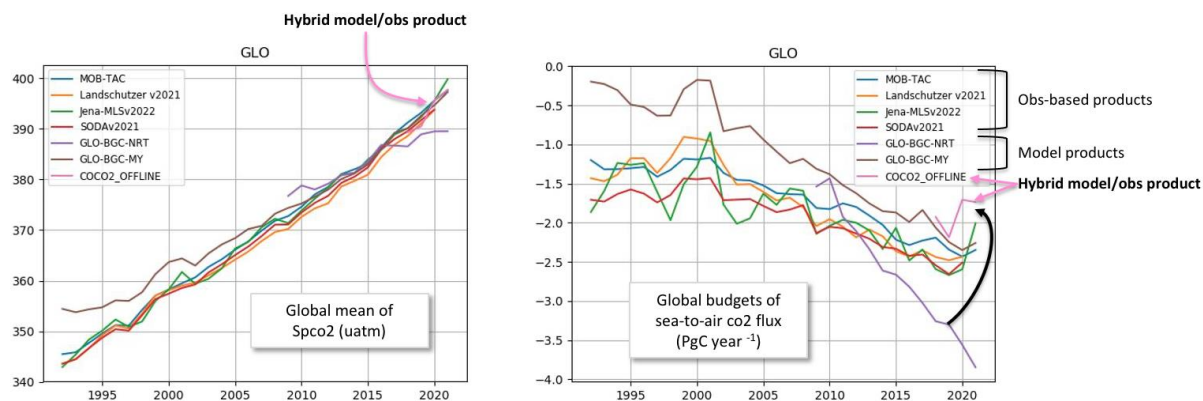 Hybrid model/obs product
GLO
400
390
380
370
360
350
340
1995
2000
2005
2010
2015
2020
MOB-TAC
Landschutzer v2021
Jena-MLSv2022
SODAv2021
GLO-BGC-NRT
GLO-BGC-MY
COCO2_OFFLINE
Global mean of
Spco2 (uatm)
GLO
0.0
−0.5
−1.0
−1.5
−2.0
−2.5
−3.0
−3.5
−4.0
1995
2000
2005
2010
2015
2020
MOB-TAC
Landschutzer v2021
Jena-MLSv2022
SODAv2021
GLO-BGC-NRT
GLO-BGC-MY
COCO2_OFFLINE
Obs-based products
Model products
Hybrid model/obs product
Global budgets of
sea-to-air co2 flux
(PgC year ⁻¹)